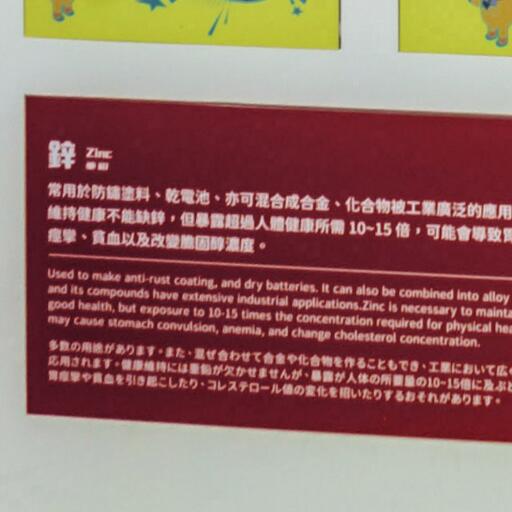 鋅 Zinc
亜鉛
常用於防鏽塗料、乾電池、亦可混合成合金、化合物被工業廣泛的應用
維持健康不能缺鋅，但暴露超過人體健康所需 10~15 倍，可能會導致胃
痙攣、貧血以及改變膽固醇濃度。
Used to make anti-rust coating, and dry batteries. It can also be combined into alloy
and its compounds have extensive industrial applications.Zinc is necessary to mainta
good health, but exposure to 10-15 times the concentration required for physical hea
may cause stomach convulsion, anemia, and change cholesterol concentration.
多数の用途があります。また、混ぜ合わせて合金や化合物を作ることもでき、工業において広く
応用されます。健康維持には亜鉛が欠かせませんが、暴露が人体の所要量の10~15倍に及ぶと
胃痙攣や貧血を引き起こしたり、コレステロール値の変化を招いたりするおそれがあります。